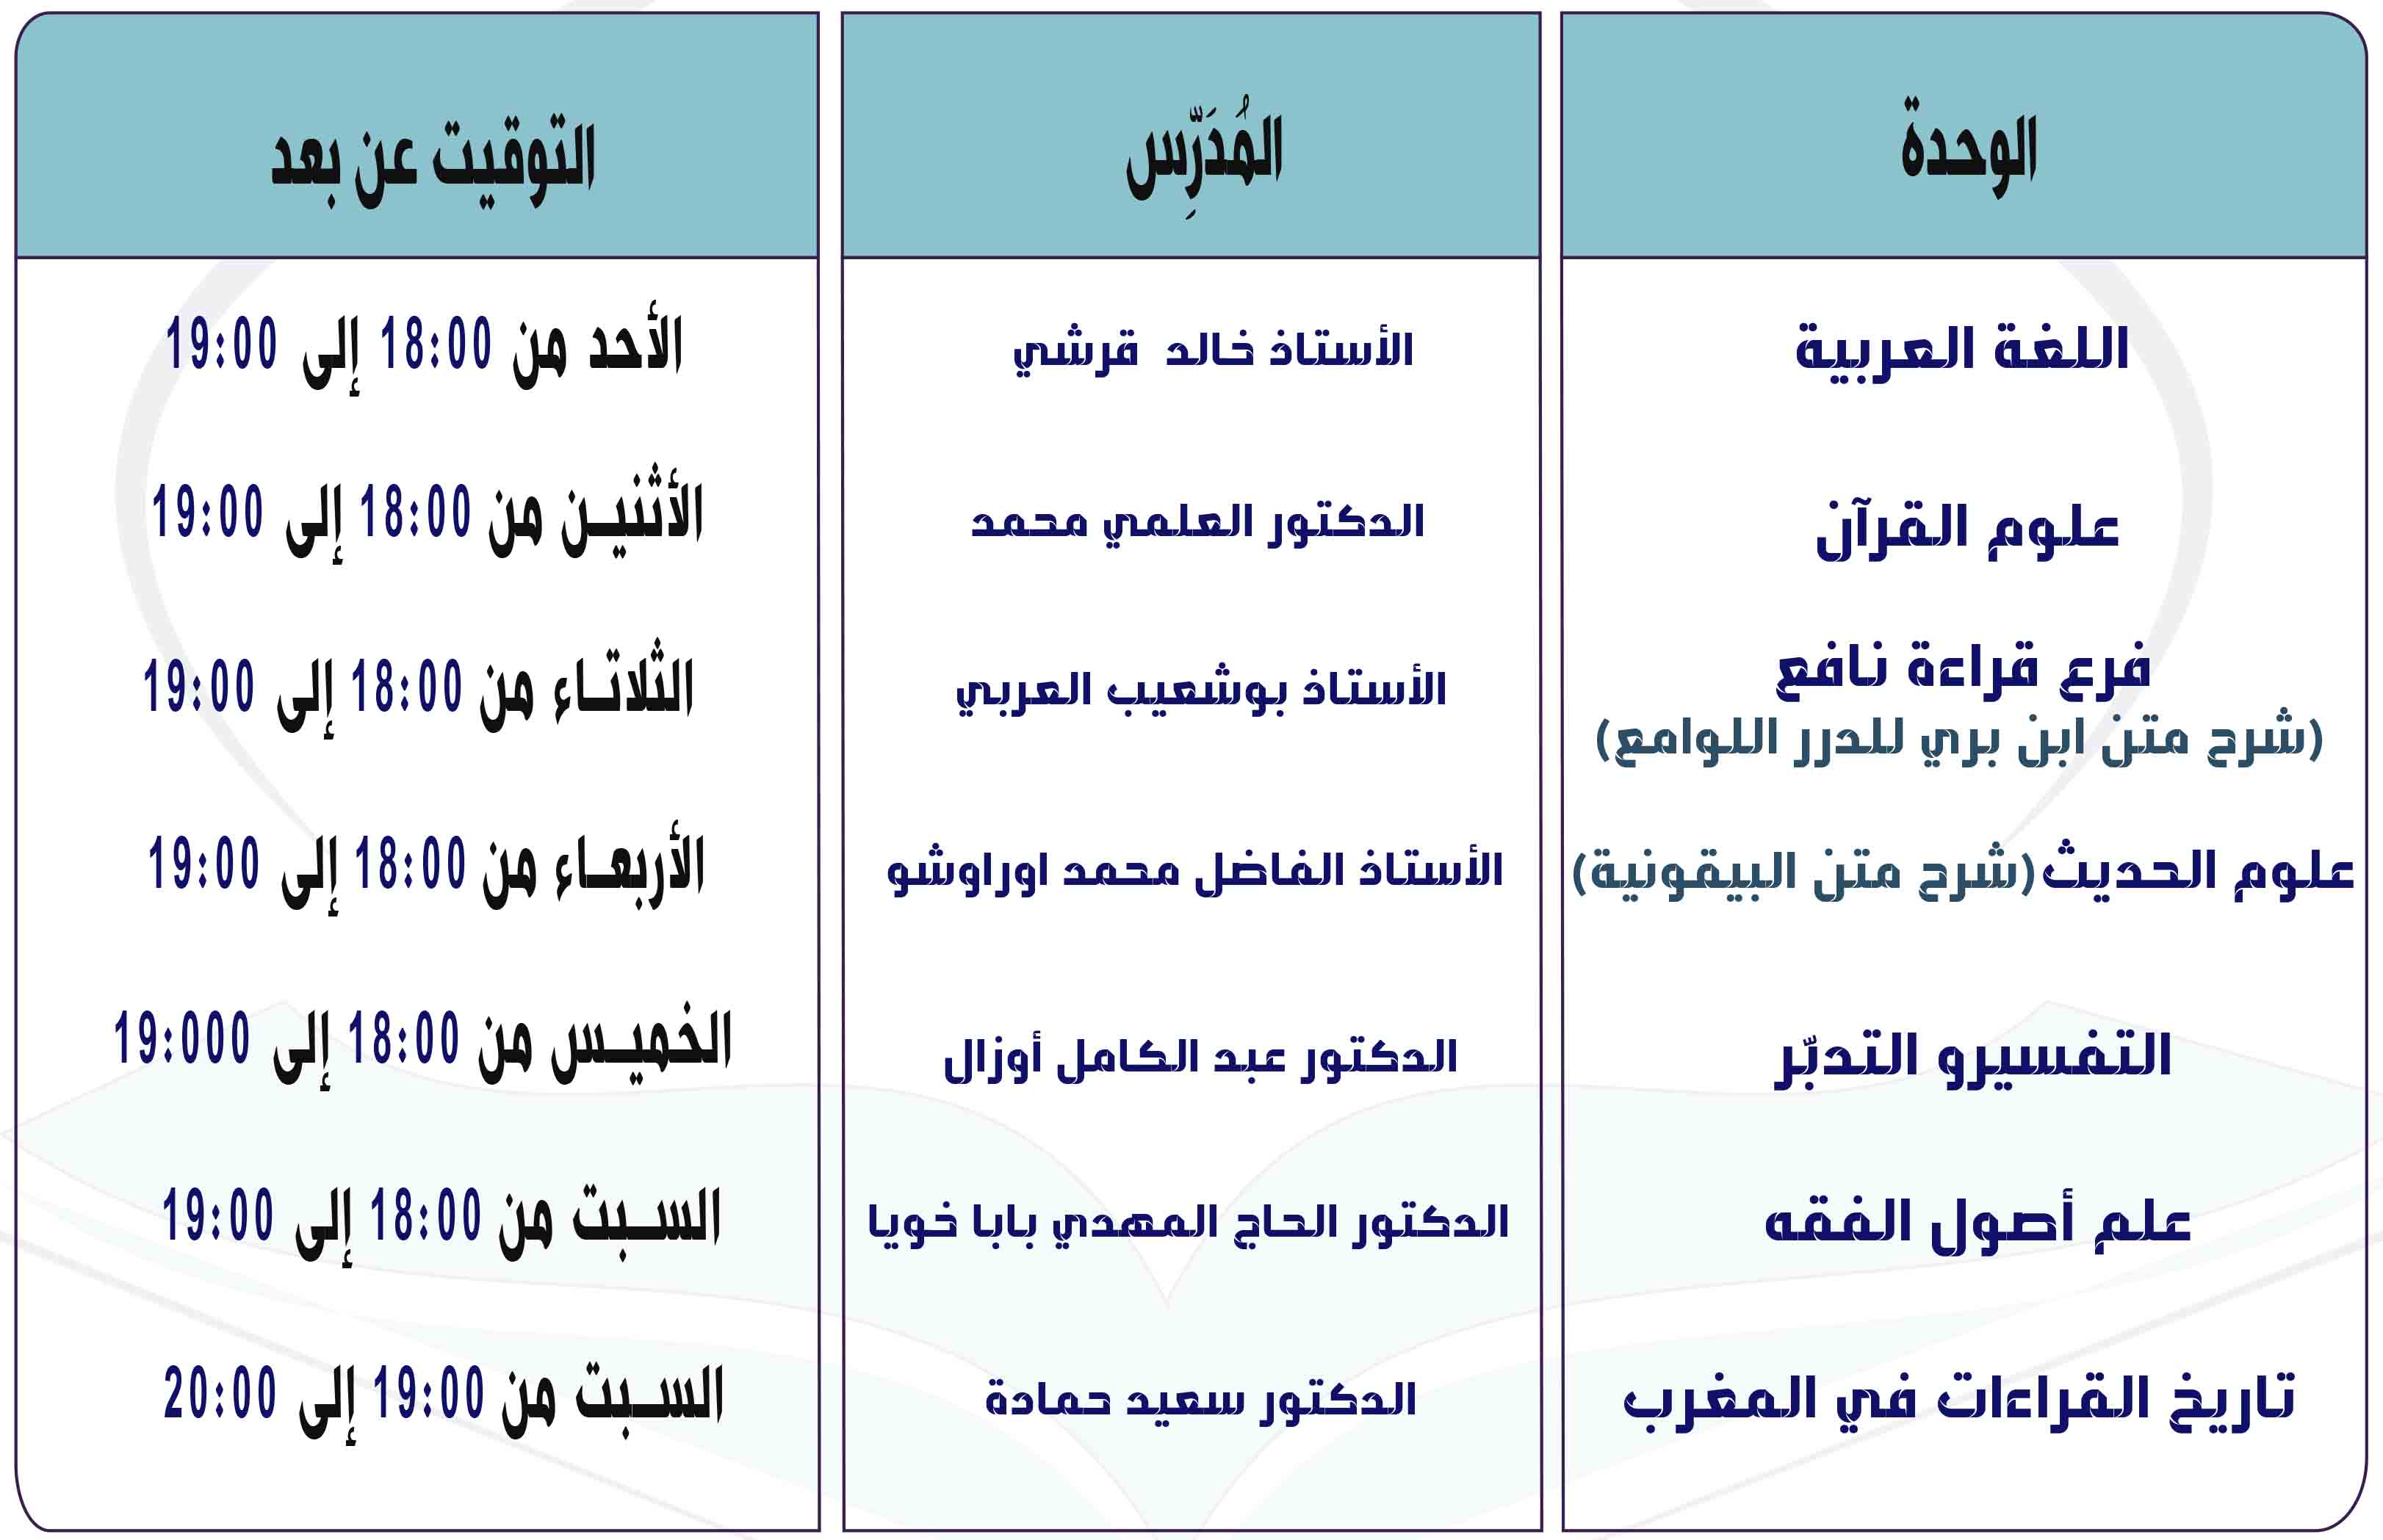 الوحدة المُدَرِّس التوقيت عن بعد
اللغة العربية الأستاذ خالد قرشي الأحد من 18:00 إلى 19:00
علوم القرآن الدكتور العلمي محمد الأثنيـن من 18:00 إلى 19:00
فرع قراءة نافع الأستاذ بوشعيب العربي الثلاتـاء من 18:00 إلى 19:00
(شرح متن ابن بري للدرر اللوامع)
علوم الحديث(شرح متن البيقونية) الأستاذ الفاضل محمد اوراوشو الأربعـاء من 18:00 إلى 19:00
التفسيرو التدبّر الدكتور عبد الكامل أوزال الخميـس من 18:00 إلى 19:000
علم أصول الفقه الدكتور الحاج المهدي بابا خويا السـبت من 18:00 إلى 19:00
تاريخ القراءات في المغرب الدكتور سعيد حمادة السـبت من 19:00 إلى 20:00